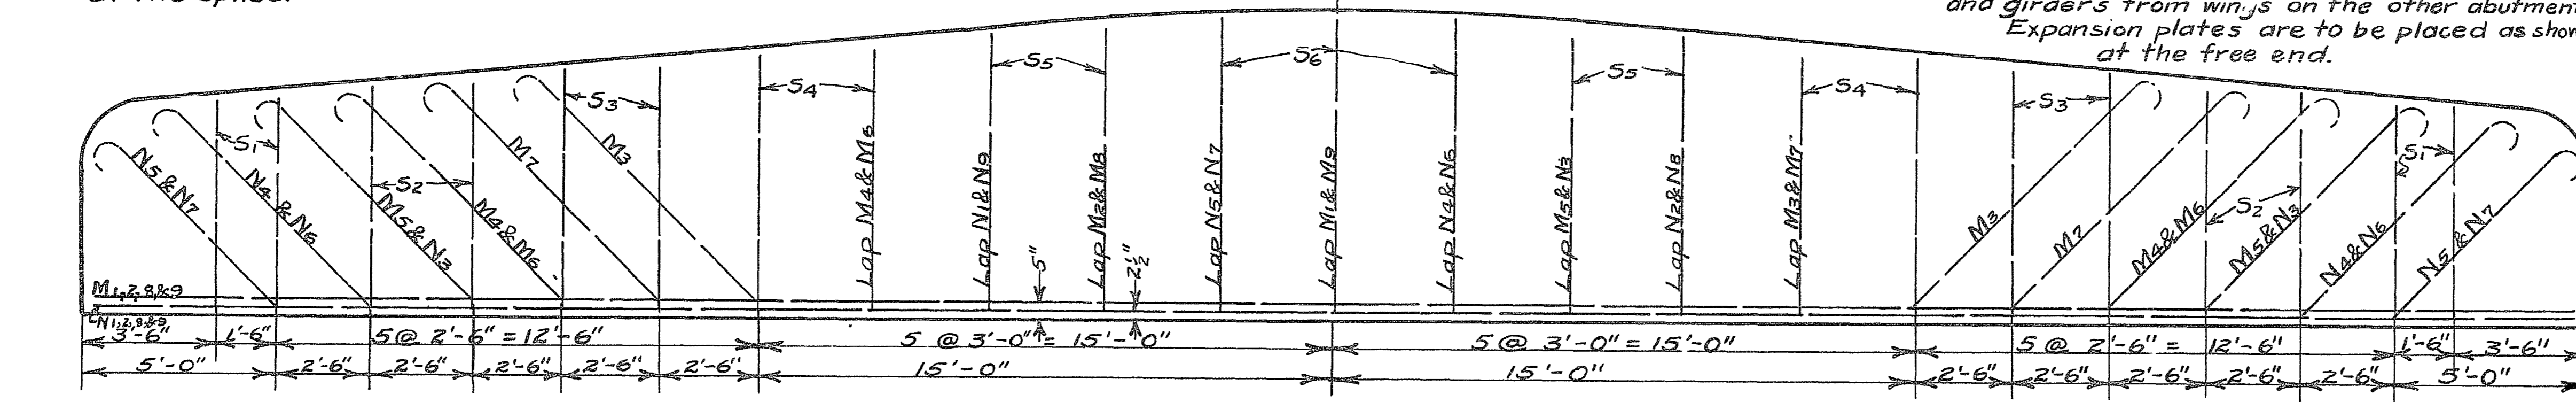 at the splice.
and girders from wings on the other abutment
Expansion plates are to be placed as show
at the free end.
S1
S2
S3
S4
S5
S6
S5
S4
S3
S2
S1
N5 & N7
N4 & N6
M5 & N3
M4 & M6
M7
M3
Lap M4 & M6
Lap N1 & N9
Lap M2 & M8
Lap N5 & N7
Lap M1 & M9
Lap N4 & N6
Lap M5 & N3
Lap N2 & N8
Lap M3 & M7
M3
M7
M4 & M6
M5 & N3
N4 & N6
N5 & N7
5"
2½"
M1,2,8,&9
N1,2,8,&9
3'-6" 1'-6" 5 @ 2'-6" = 12'-6" 5 @ 3'-0" = 15'-0" 5 @ 3'-0" = 15'-0" 5 @ 2'-6" = 12'-6" 1'-6" 3'-6"
5'-0" 2'-6" 2'-6" 2'-6" 2'-6" 2'-6" 15'-0" 15'-0" 2'-6" 2'-6" 2'-6" 2'-6" 2'-6" 5'-0"